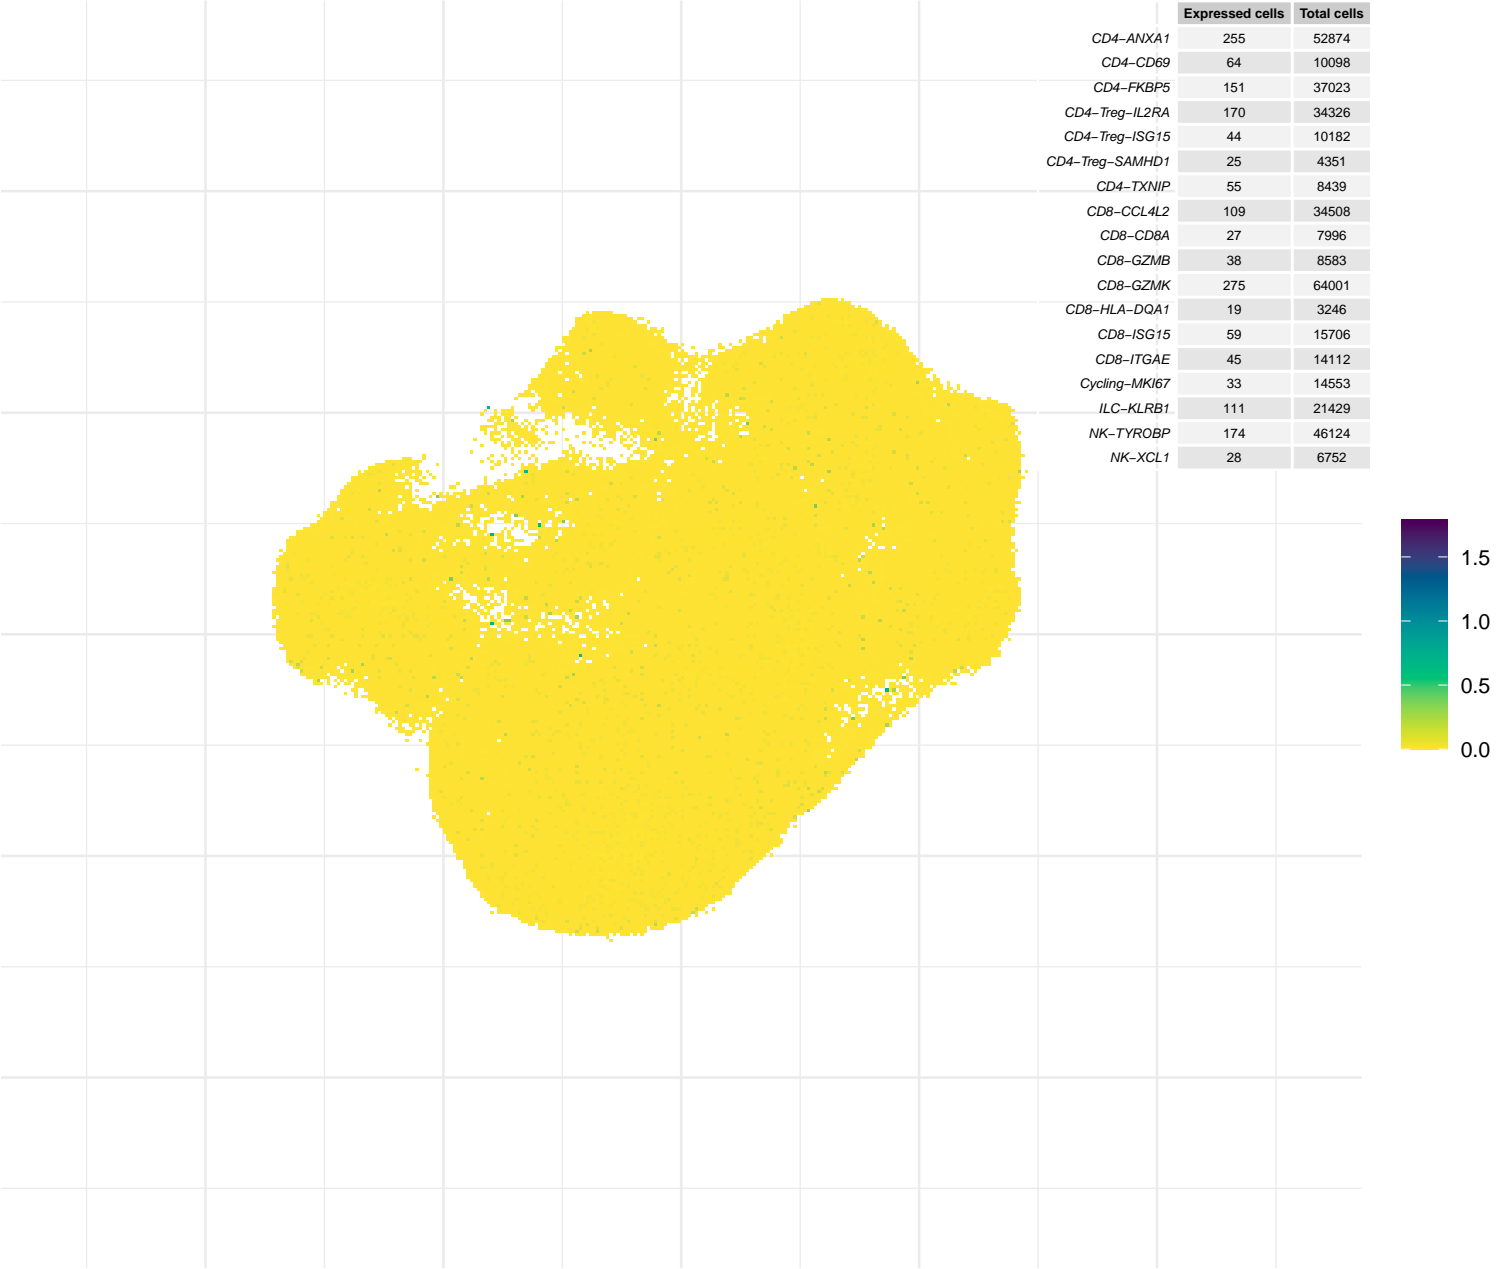 Expressed cells Total cells
CD4−ANXA1 255 52874
CD4−CD69 64 10098
CD4−FKBP5 151 37023
CD4−Treg−IL2RA 170 34326
CD4−Treg−ISG15 44 10182
CD4−Treg−SAMHD1 25 4351
CD4−TXNIP 55 8439
CD8−CCL4L2 109 34508
CD8−CD8A 27 7996
CD8−GZMB 38 8583
CD8−GZMK 275 64001
CD8−HLA−DQA1 19 3246
CD8−ISG15 59 15706
CD8−ITGAE 45 14112
Cycling−MKI67 33 14553
ILC−KLRB1 111 21429
NK−TYROBP 174 46124
NK−XCL1 28 6752
1.5
1.0
0.5
0.0